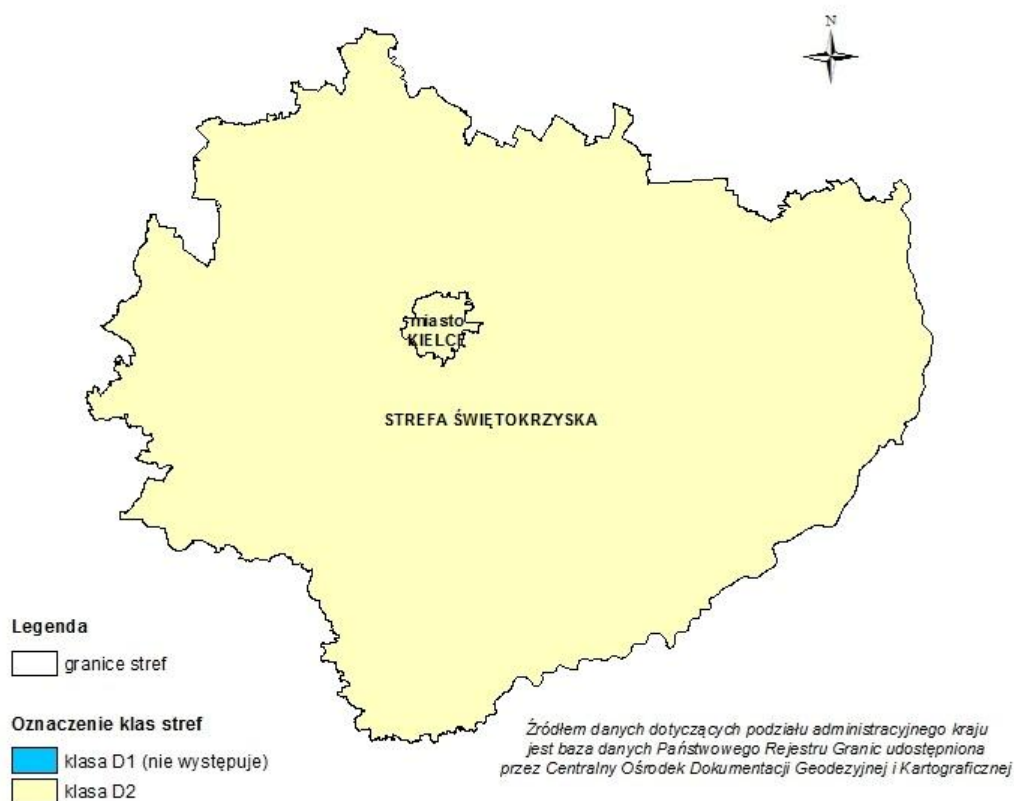 N
miasto
KIELCE
STREFA ŚWIĘTOKRZYSKA
Legenda
granice stref
Oznaczenie klas stref
klasa D1 (nie występuje)
klasa D2
Źródłem danych dotyczących podziału administracyjnego kraju
jest baza danych Państwowego Rejestru Granic udostępniona
przez Centralny Ośrodek Dokumentacji Geodezyjnej i Kartograficznej